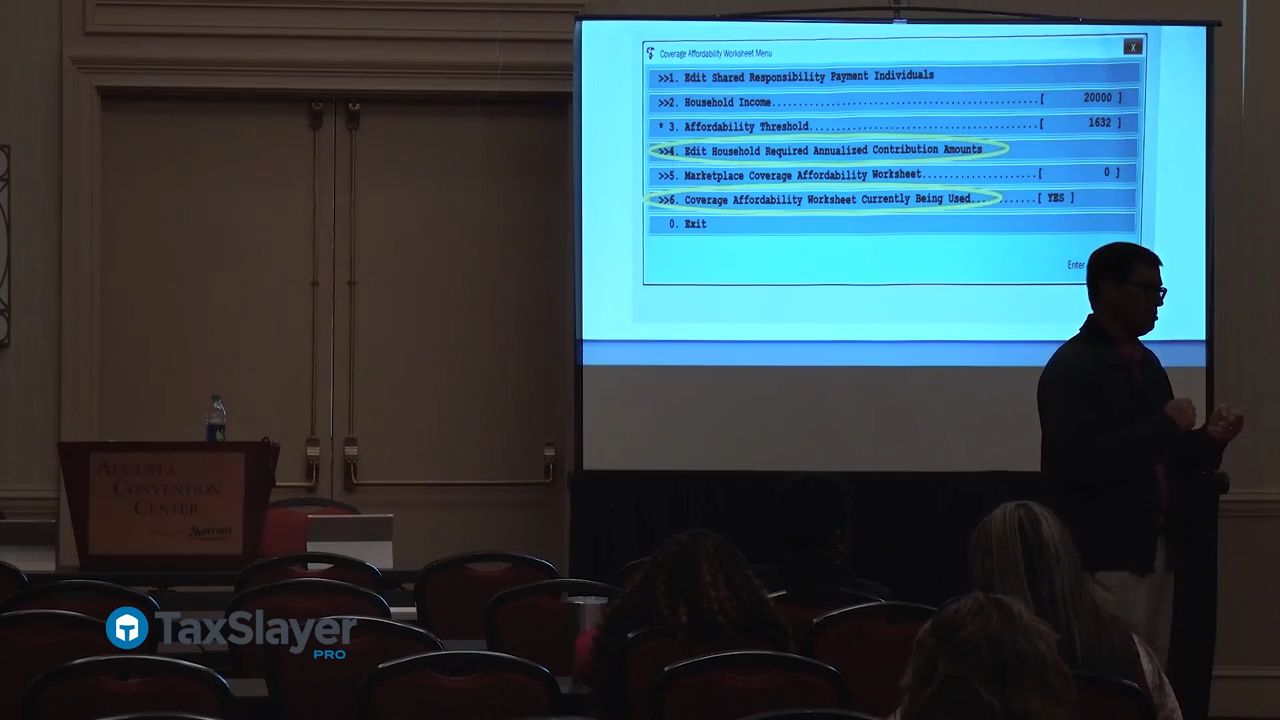 Coverage Affordability Worksheet Menu
X
>>1. Edit Shared Responsibility Payment Individuals
>>2. Household Income............................................[ 20000 ]
* 3. Affordability Threshold......................................[ 1632 ]
>>4. Edit Household Required Annualized Contribution Amounts
>>5. Marketplace Coverage Affordability Worksheet....................[ 0 ]
>>6. Coverage Affordability Worksheet Currently Being Used..........[ YES ]
0. Exit
Enter
AUGUSTA
CONVENTION
CENTER
Marriott
TaxSlayer
PRO